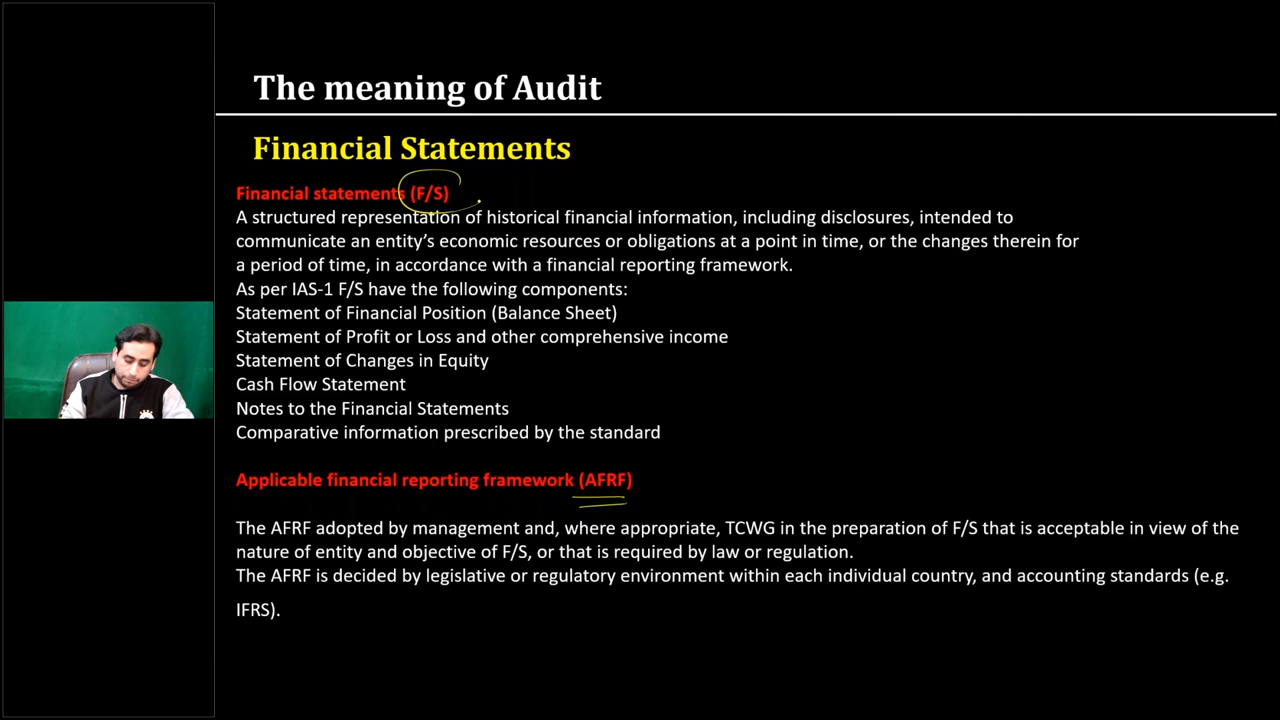 The meaning of Audit
Financial Statements
Financial statements (F/S)
A structured representation of historical financial information, including disclosures, intended to
communicate an entity’s economic resources or obligations at a point in time, or the changes therein for
a period of time, in accordance with a financial reporting framework.
As per IAS-1 F/S have the following components:
Statement of Financial Position (Balance Sheet)
Statement of Profit or Loss and other comprehensive income
Statement of Changes in Equity
Cash Flow Statement
Notes to the Financial Statements
Comparative information prescribed by the standard
Applicable financial reporting framework (AFRF)
The AFRF adopted by management and, where appropriate, TCWG in the preparation of F/S that is acceptable in view of the
nature of entity and objective of F/S, or that is required by law or regulation.
The AFRF is decided by legislative or regulatory environment within each individual country, and accounting standards (e.g.
IFRS).